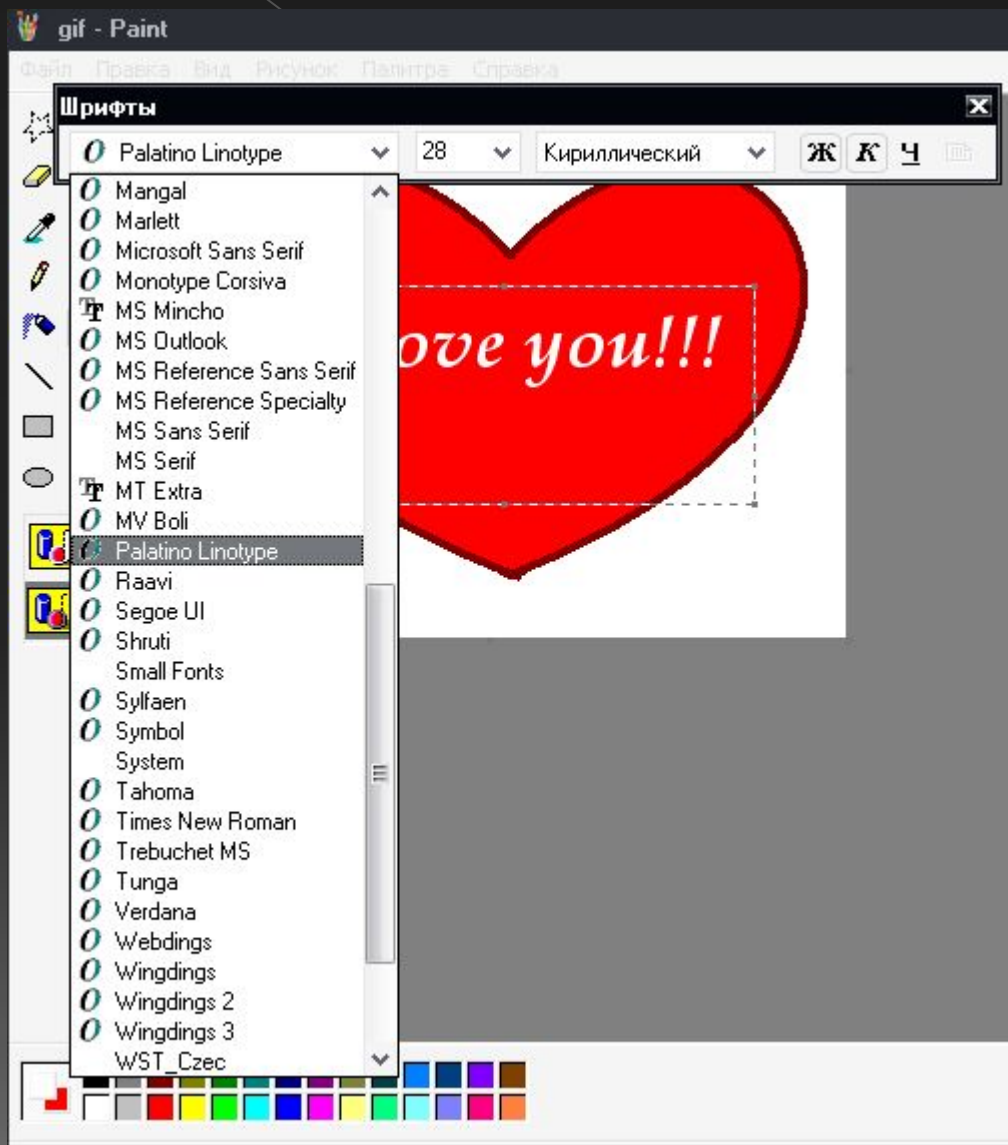 gif - Paint
Файл Правка Вид Рисунок Палитра Справка
Шрифты
Palatino Linotype 28 Кириллический Ж К Ч
Mangal
Marlett
Microsoft Sans Serif
Monotype Corsiva
MS Mincho
MS Outlook
MS Reference Sans Serif
MS Reference Specialty
MS Sans Serif
MS Serif
MT Extra
MV Boli
Palatino Linotype
Raavi
Segoe UI
Shruti
Small Fonts
Sylfaen
Symbol
System
Tahoma
Times New Roman
Trebuchet MS
Tunga
Verdana
Webdings
Wingdings
Wingdings 2
Wingdings 3
WST_Czec
ove you!!!